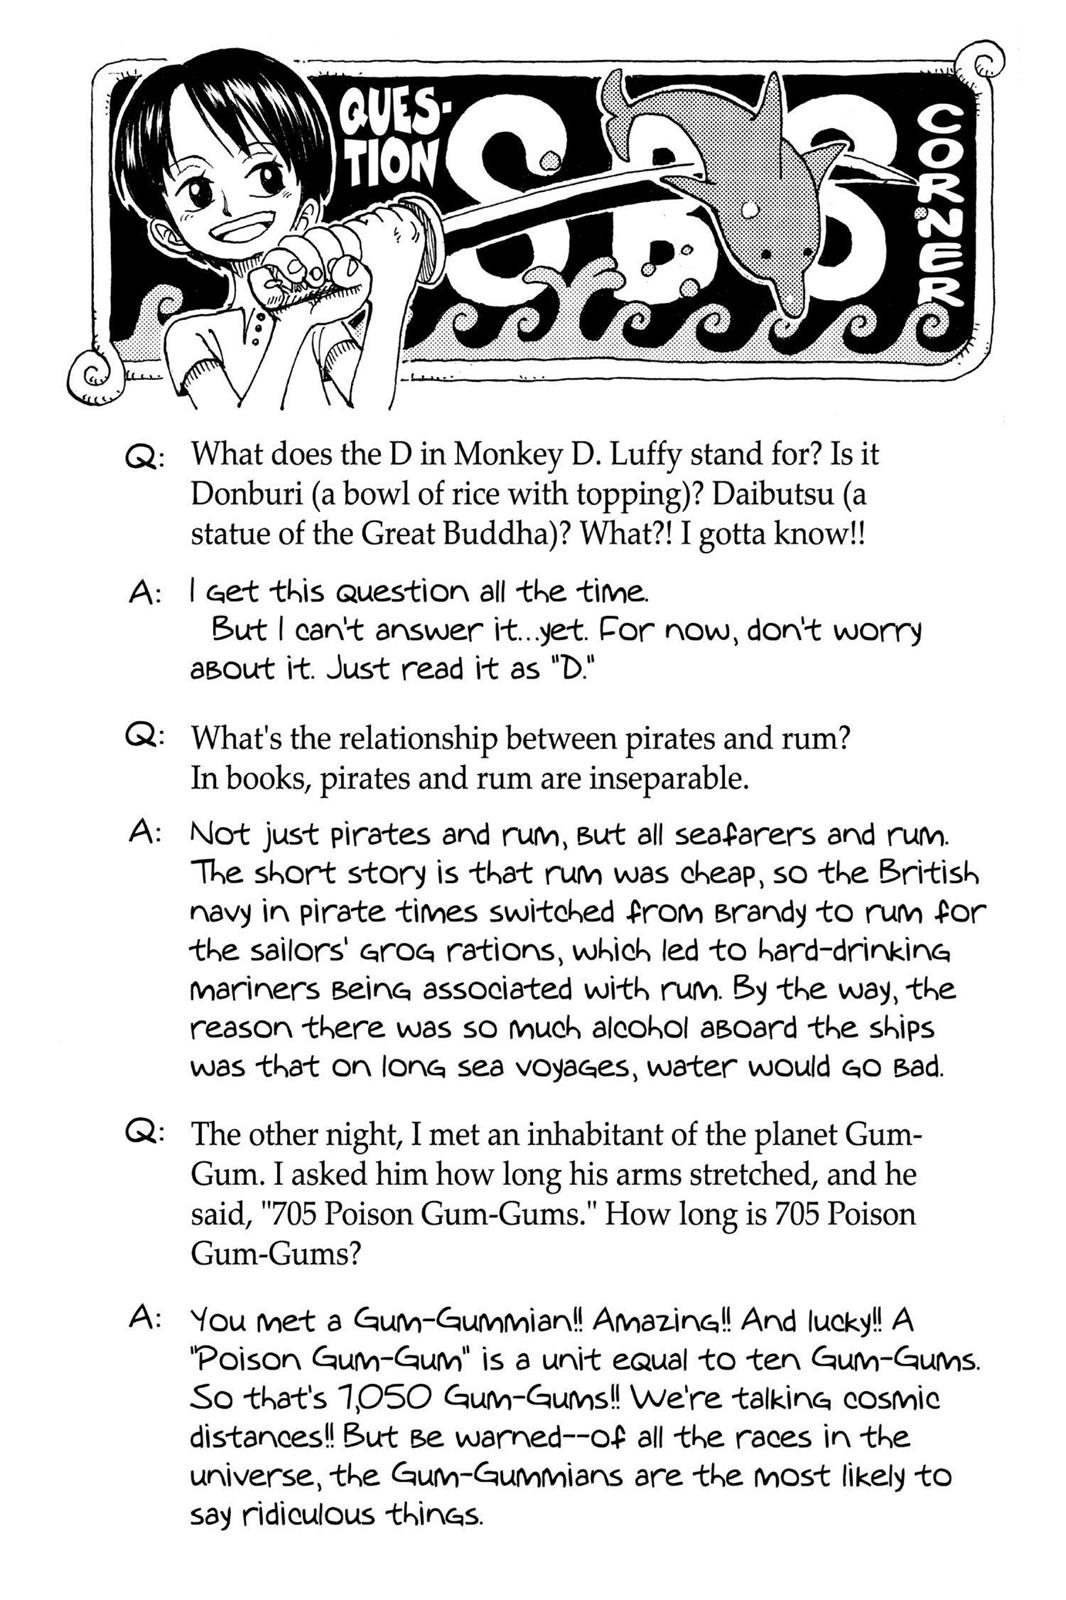 QUES-
TION
SBS
CORNER
Q: What does the D in Monkey D. Luffy stand for? Is it
Donburi (a bowl of rice with topping)? Daibutsu (a
statue of the Great Buddha)? What?! I gotta know!!
A: I get this question all the time.
But I can't answer it...yet. For now, don't worry
about it. Just read it as "D."
Q: What's the relationship between pirates and rum?
In books, pirates and rum are inseparable.
A: Not just pirates and rum, but all seafarers and rum.
The short story is that rum was cheap, so the British
navy in pirate times switched from brandy to rum for
the sailors' grog rations, which led to hard-drinking
mariners being associated with rum. By the way, the
reason there was so much alcohol aboard the ships
was that on long sea voyages, water would go bad.
Q: The other night, I met an inhabitant of the planet Gum-
Gum. I asked him how long his arms stretched, and he
said, "705 Poison Gum-Gums." How long is 705 Poison
Gum-Gums?
A: You met a Gum-Gummian!! Amazing!! And lucky!! A
"Poison Gum-Gum" is a unit equal to ten Gum-Gums.
So that's 7,050 Gum-Gums!! We're talking cosmic
distances!! But be warned--of all the races in the
universe, the Gum-Gummians are the most likely to
say ridiculous things.